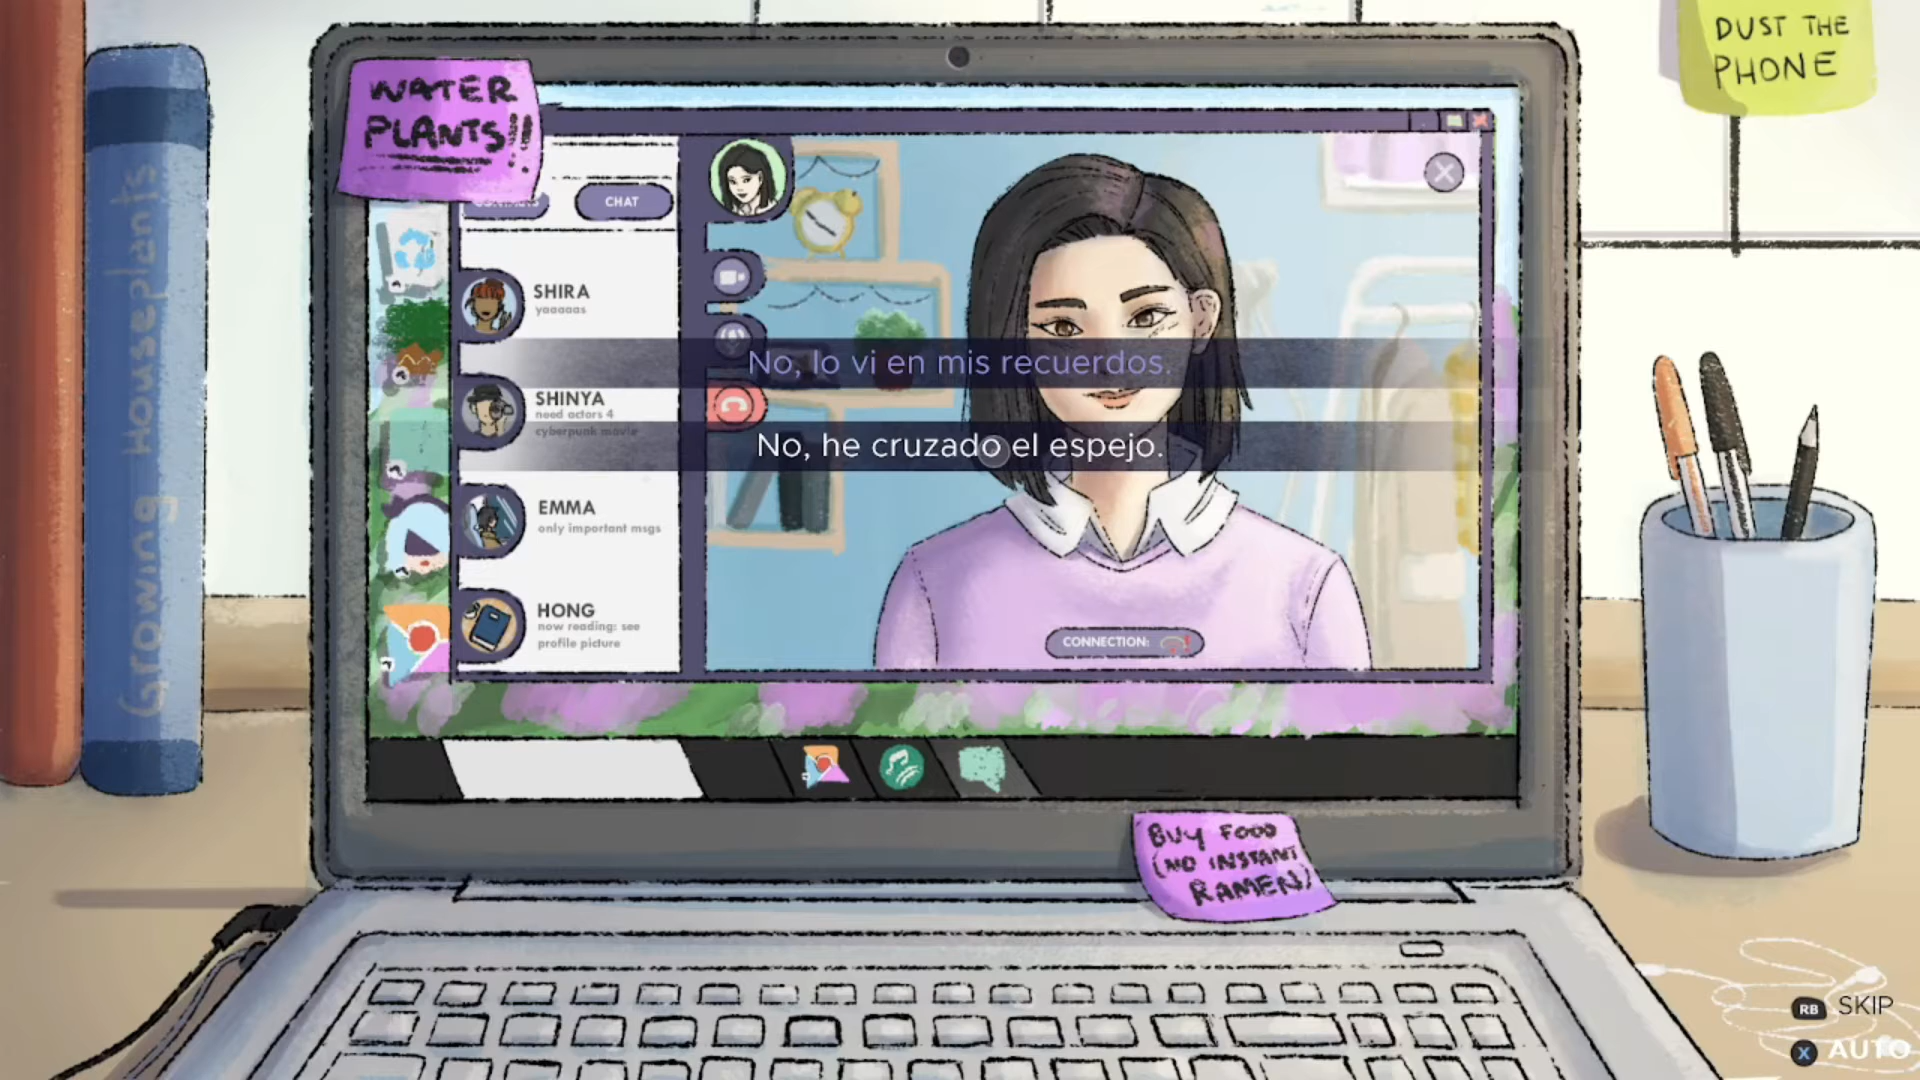 DUST THE
PHONE
WATER
PLANTS!!
Growing Houseplants
CHAT
SHIRA
yaaaaas
No, lo vi en mis recuerdos.
SHINYA
need actors 4
cyberpunk movie
No, he cruzado el espejo.
EMMA
only important msgs
HONG
now reading: see
profile picture
CONNECTION:
BUY FOOD
(NO INSTANT
RAMEN)
RB SKIP
X AUTO